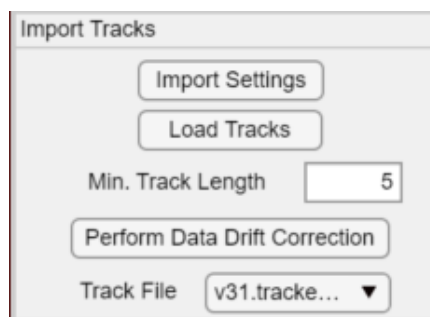 Import Tracks
Import Settings
Load Tracks
Min. Track Length 5
Perform Data Drift Correction
Track File v31.tracke...